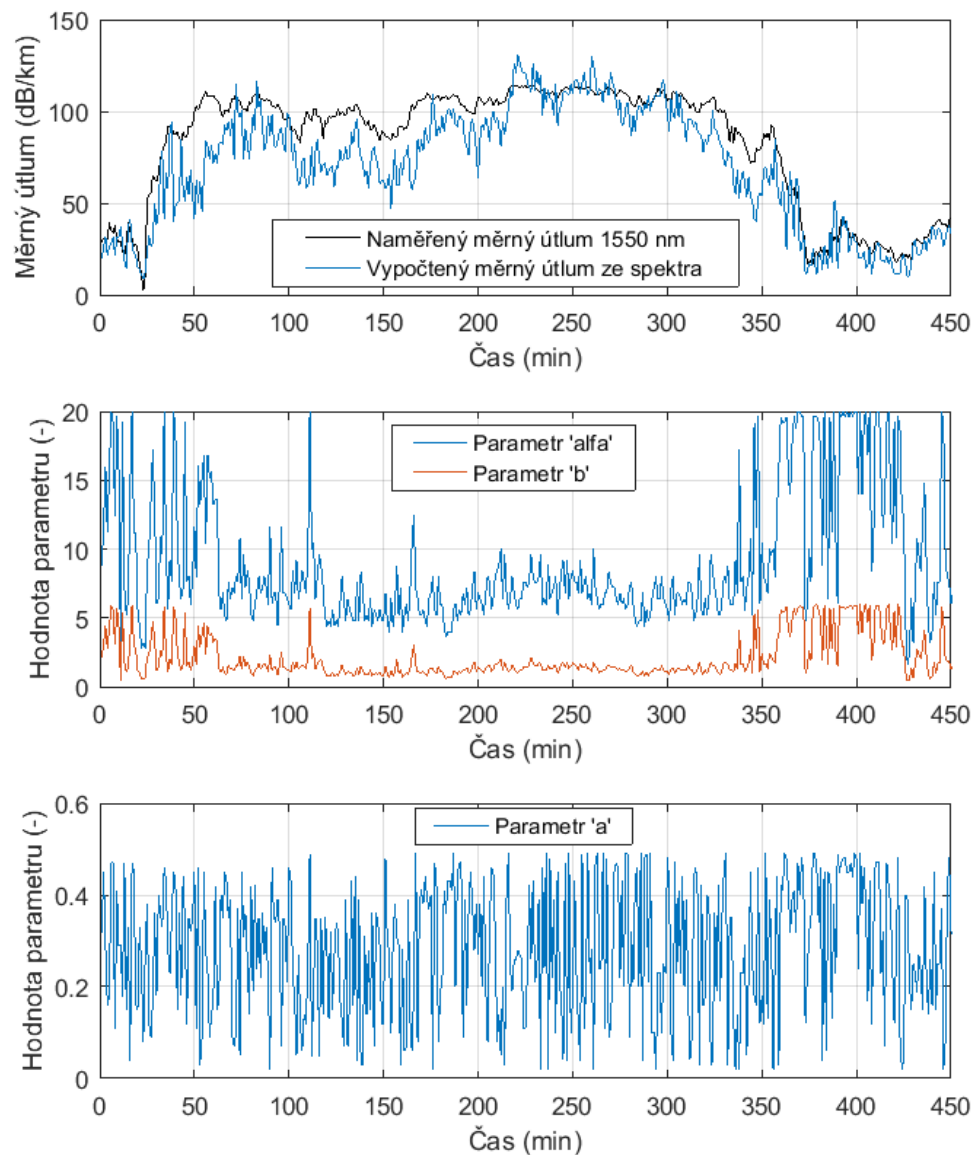 150
100
50
0
Měrný útlum (dB/km)
Naměřený měrný útlum 1550 nm
Vypočtený měrný útlum ze spektra
0 50 100 150 200 250 300 350 400 450
Čas (min)
20
15
10
5
0
Hodnota parametru (-)
Parametr 'alfa'
Parametr 'b'
0 50 100 150 200 250 300 350 400 450
Čas (min)
0.6
0.4
0.2
0
Hodnota parametru (-)
Parametr 'a'
0 50 100 150 200 250 300 350 400 450
Čas (min)